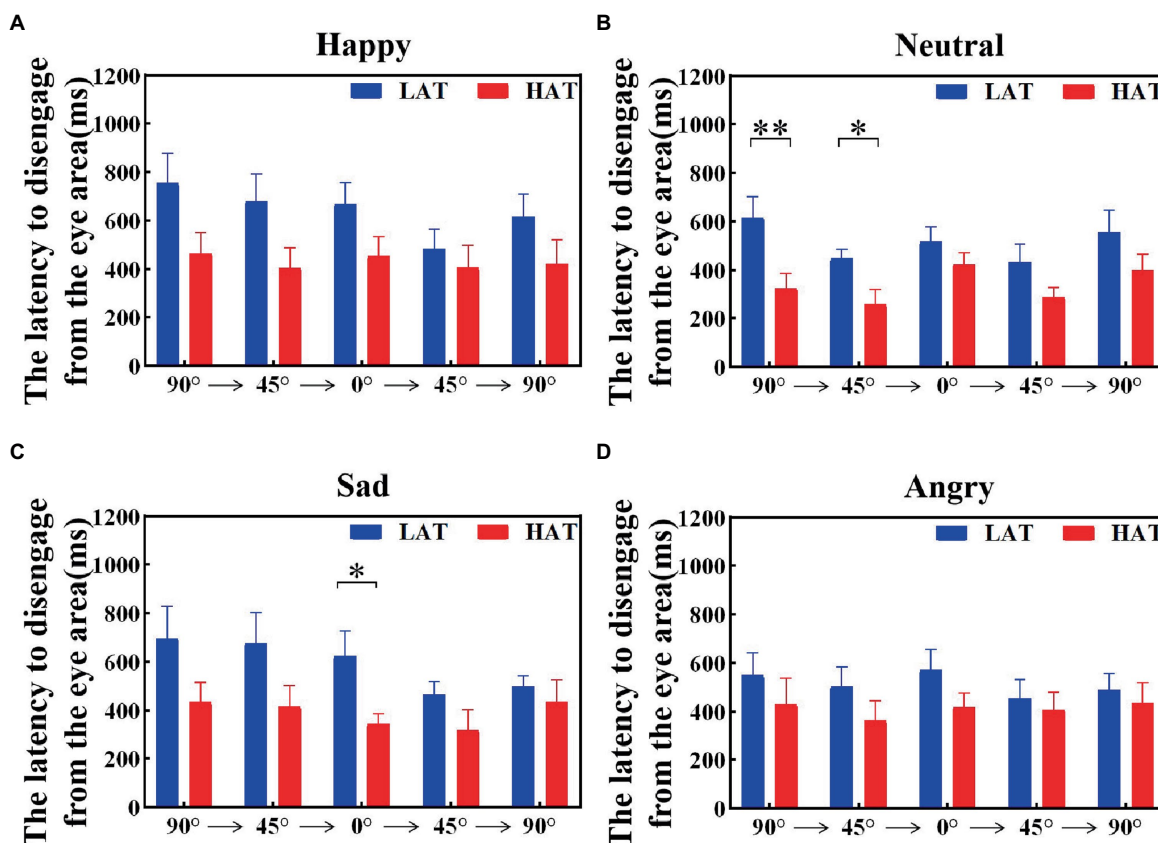 A
Happy
The latency to disengage
from the eye area(ms)
LAT HAT
1200
1000
800
600
400
200
0
90° → 45° → 0° → 45° → 90°
B
Neutral
The latency to disengage
from the eye area(ms)
LAT HAT
1200
1000
800
600
400
200
0
** *
90° → 45° → 0° → 45° → 90°
C
Sad
The latency to disengage
from the eye area(ms)
LAT HAT
1200
1000
800
600
400
200
0
*
90° → 45° → 0° → 45° → 90°
D
Angry
The latency to disengage
from the eye area(ms)
LAT HAT
1200
1000
800
600
400
200
0
90° → 45° → 0° → 45° → 90°